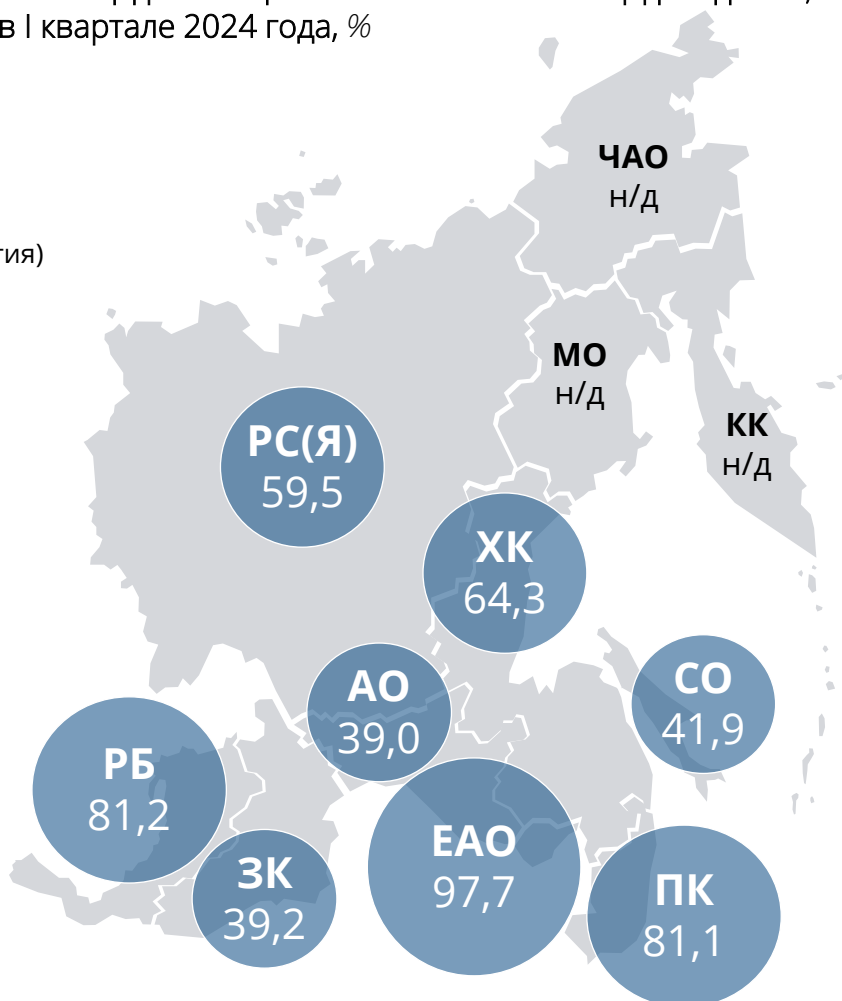 в I квартале 2024 года, %
ЧАО
н/д
тия)
МО
н/д
КК
н/д
РС(Я)
59,5
ХК
64,3
АО
39,0
СО
41,9
РБ
81,2
ЕАО
97,7
ЗК
39,2
ПК
81,1